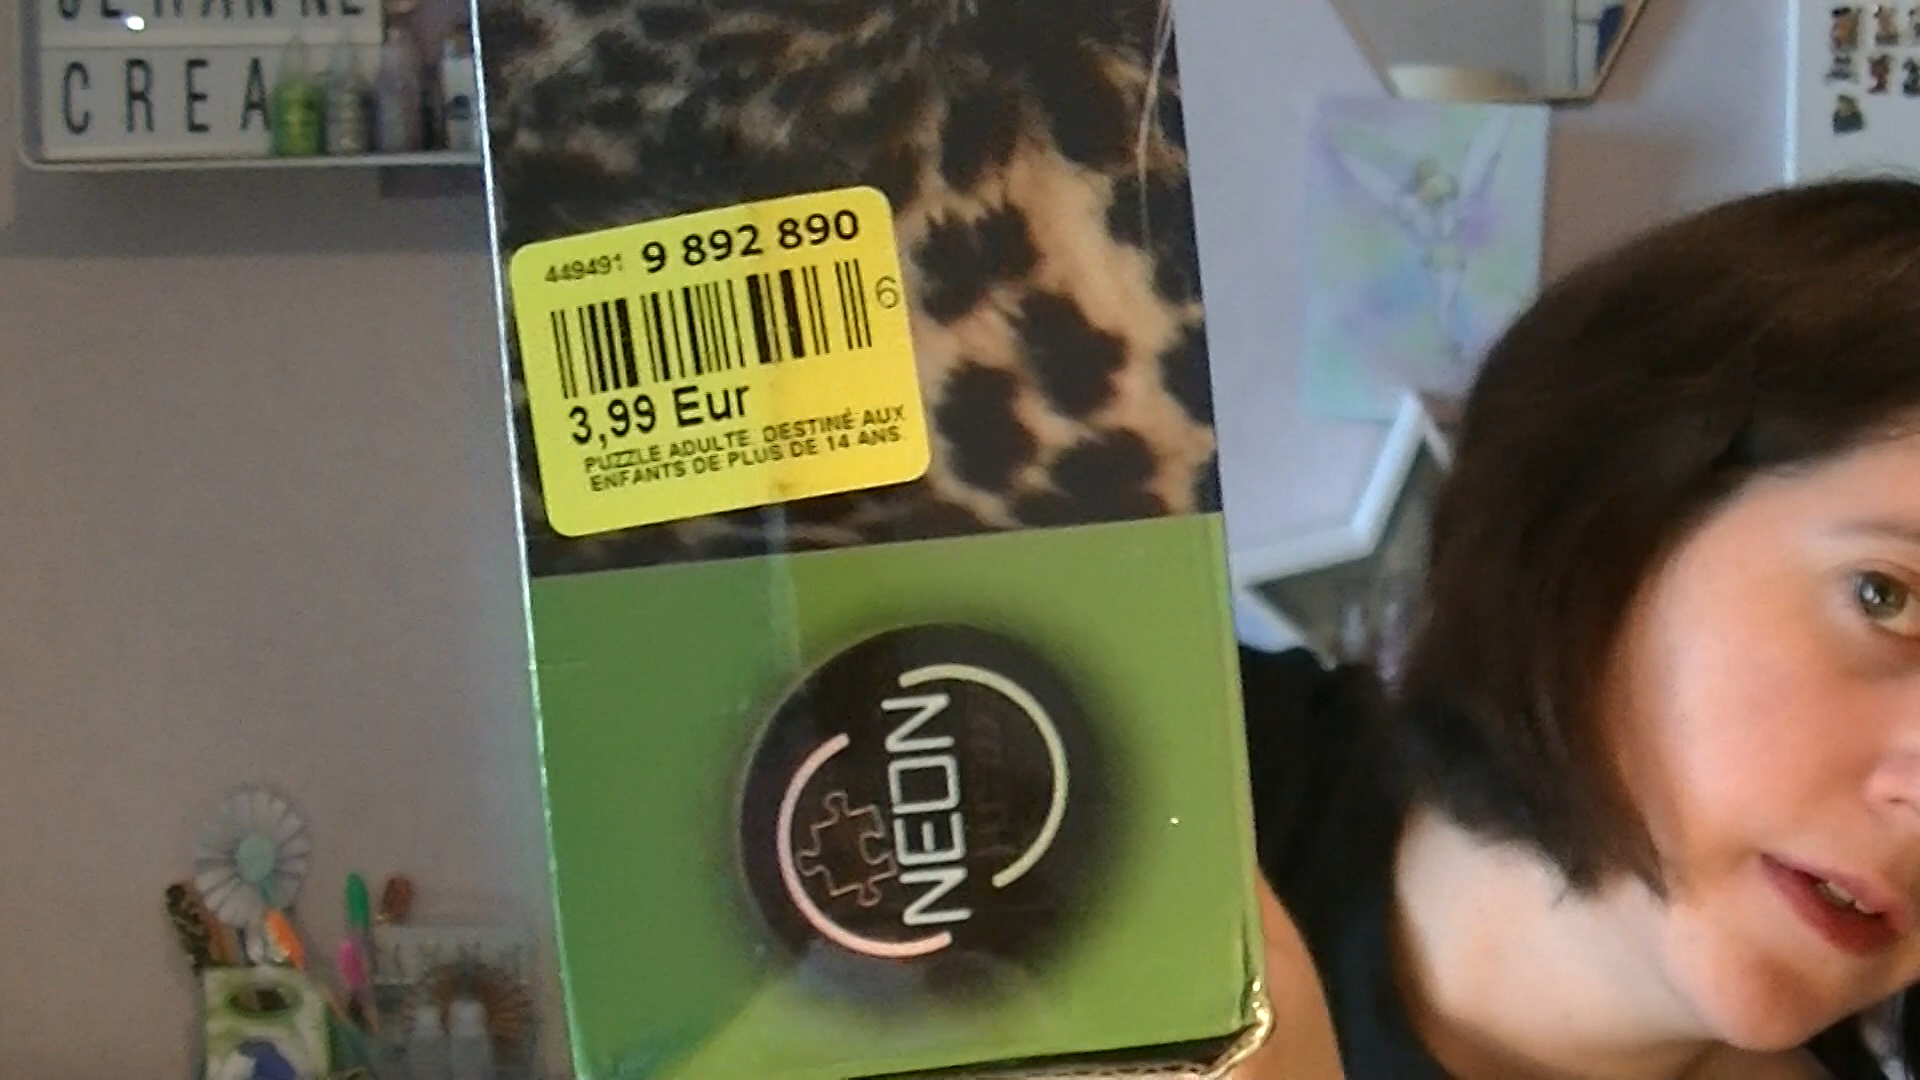 CREA
449491 9 892 890
6
3,99 Eur
PUZZLE ADULTE DESTINÉ AUX
ENFANTS DE PLUS DE 14 ANS
NEON